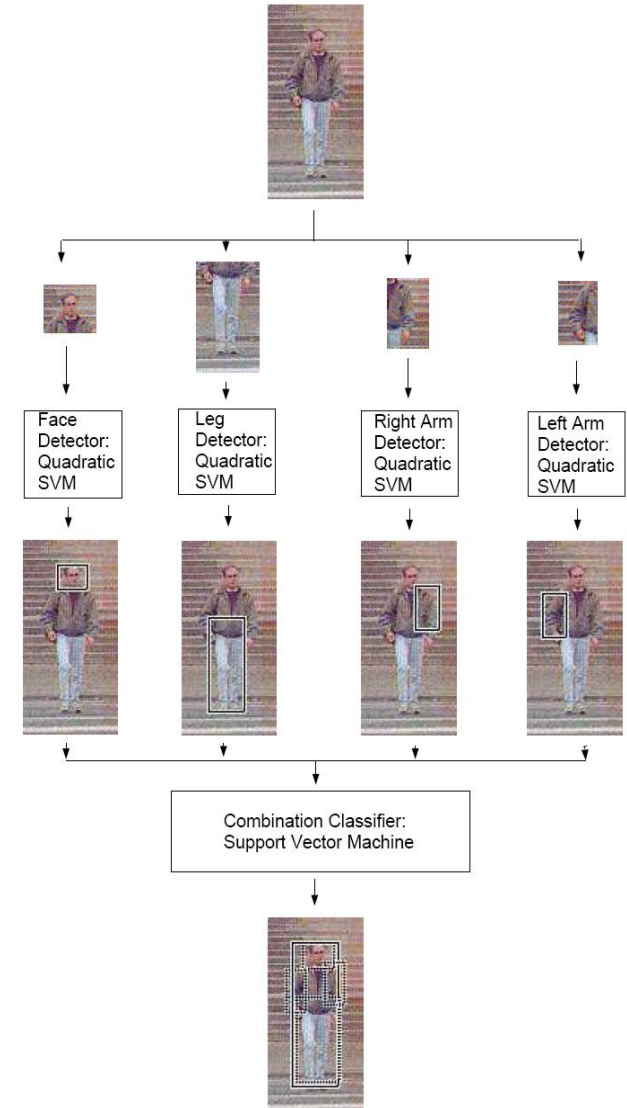 Face
Detector:
Quadratic
SVM
Leg
Detector:
Quadratic
SVM
Right Arm
Detector:
Quadratic
SVM
Left Arm
Detector:
Quadratic
SVM
Combination Classifier:
Support Vector Machine